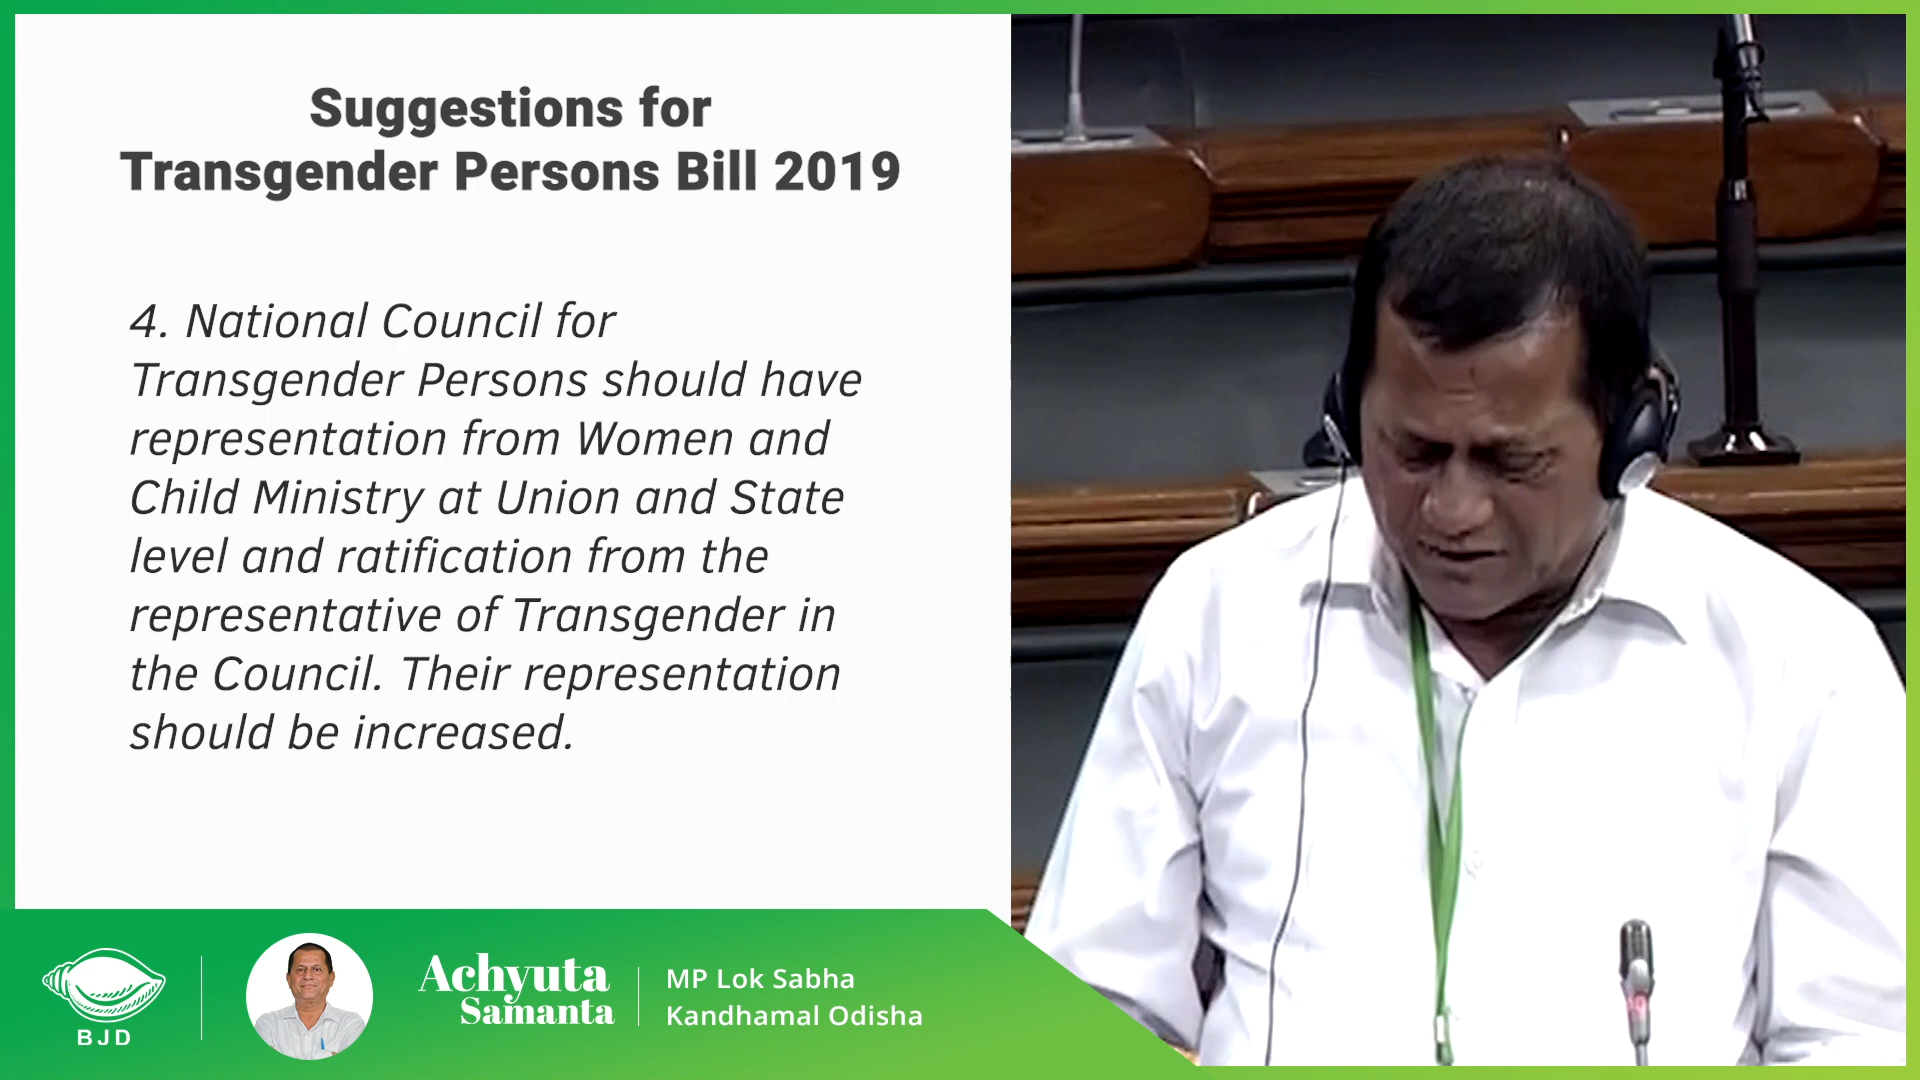 Suggestions for
Transgender Persons Bill 2019
4. National Council for
Transgender Persons should have
representation from Women and
Child Ministry at Union and State
level and ratification from the
representative of Transgender in
the Council. Their representation
should be increased.
BJD
Achyuta
Samanta
MP Lok Sabha
Kandhamal Odisha